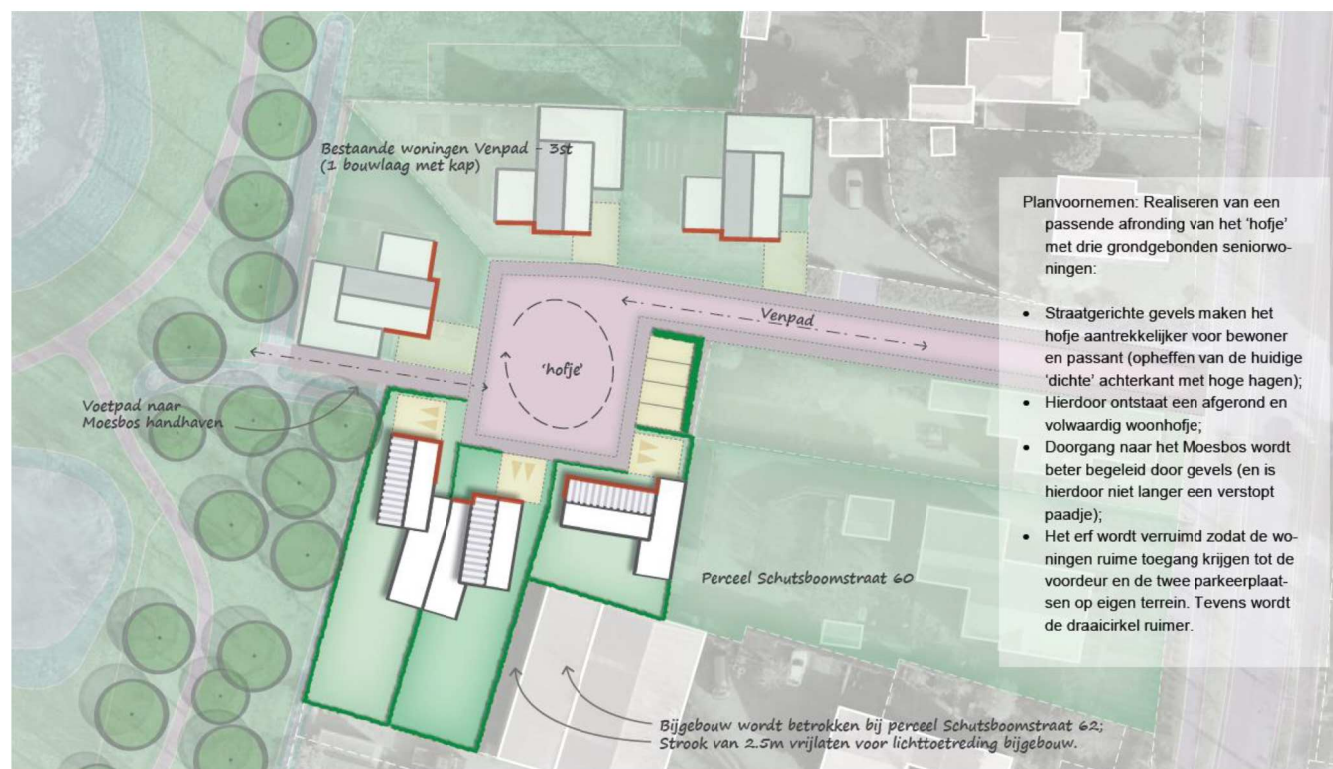 Bestaande woningen Venpad - 3st
(1 bouwlaag met kap)
Venpad
'hofje'
Voetpad naar
Moesbos handhaven
Perceel Schutsboomstraat 60
Bijgebouw wordt betrokken bij perceel Schutsboomstraat 62;
Strook van 2.5m vrijlaten voor lichttoetreding bijgebouw.
Planvoornemen: Realiseren van een
passende afronding van het 'hofje'
met drie grondgebonden seniorwo-
ningen:
• Straatgerichte gevels maken het
hofje aantrekkelijker voor bewoner
en passant (opheffen van de huidige
'dichte' achterkant met hoge hagen);
• Hierdoor ontstaat een afgerond en
volwaardig woonhofje;
• Doorgang naar het Moesbos wordt
beter begeleid door gevels (en is
hierdoor niet langer een verstopt
paadje);
• Het erf wordt verruimd zodat de wo-
ningen ruime toegang krijgen tot de
voordeur en de twee parkeerplaat-
sen op eigen terrein. Tevens wordt
de draaicirkel ruimer.